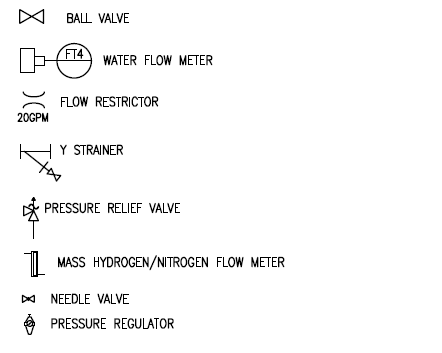 BALL VALVE
FT4
WATER FLOW METER
FLOW RESTRICTOR
20GPM
Y STRAINER
PRESSURE RELIEF VALVE
MASS HYDROGEN/NITROGEN FLOW METER
NEEDLE VALVE
PRESSURE REGULATOR